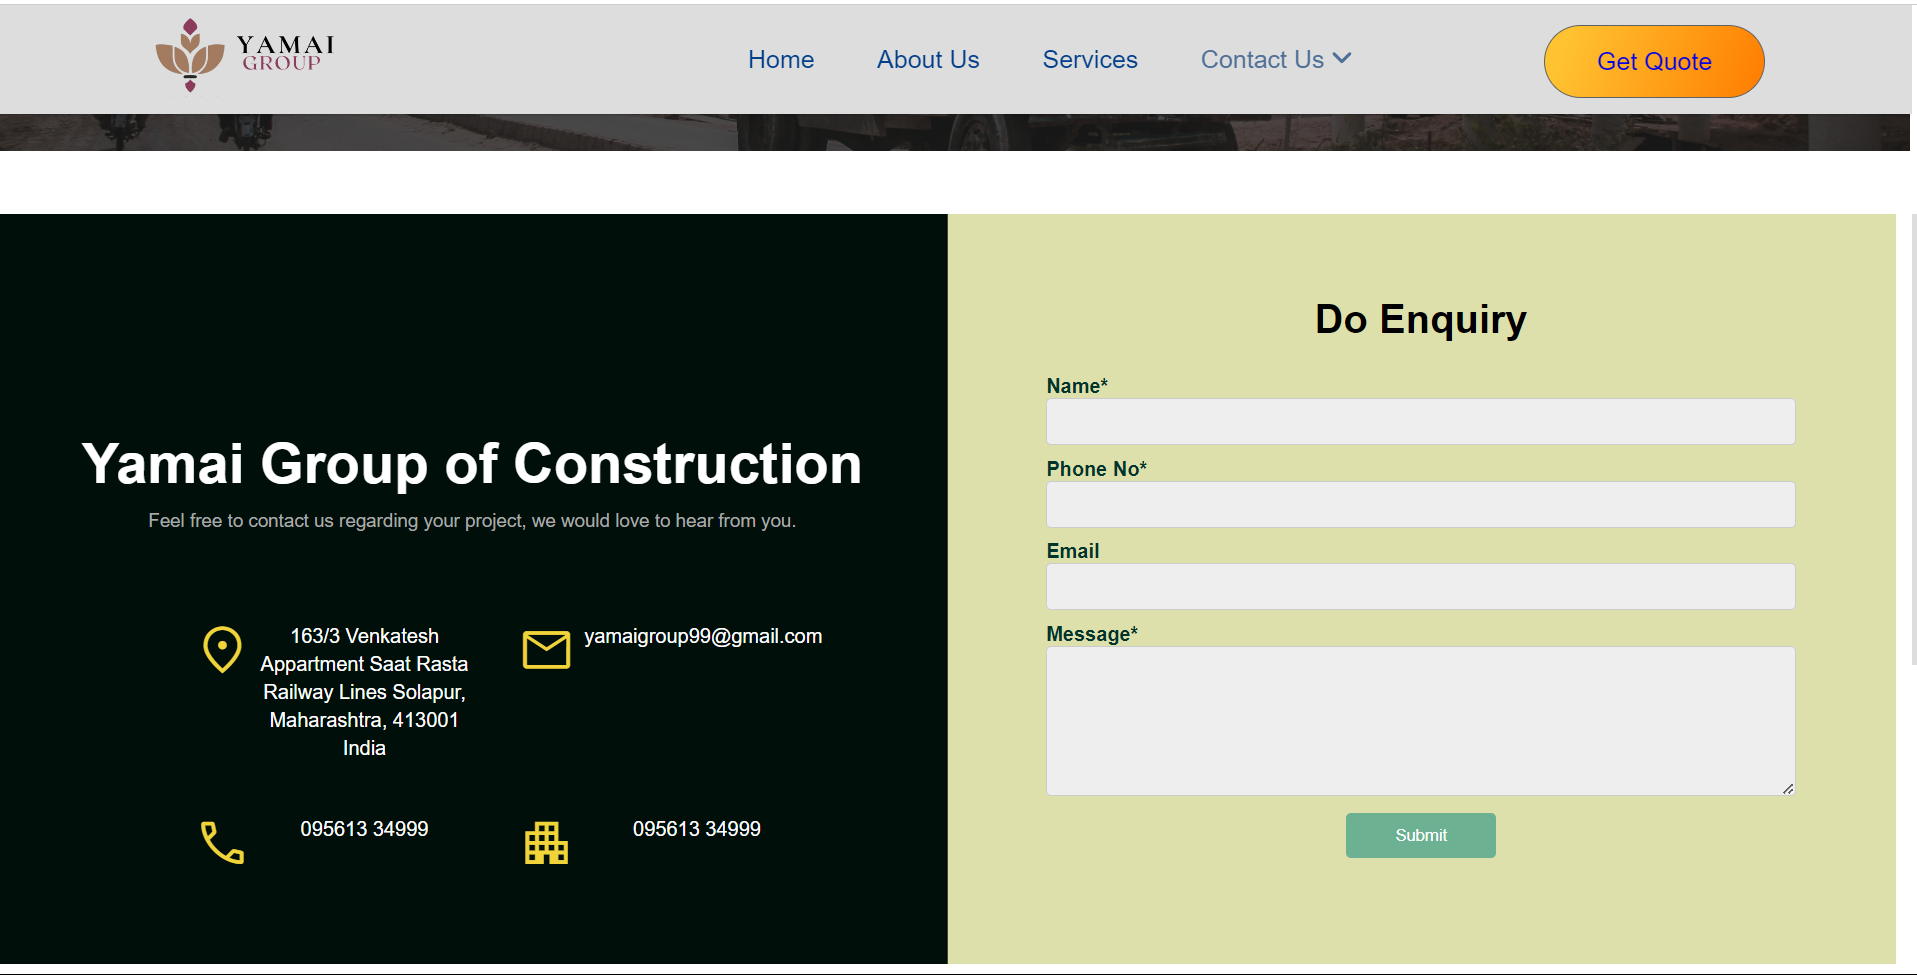 YAMAI
GROUP
Home
About Us
Services
Contact Us
Get Quote
Yamai Group of Construction
Feel free to contact us regarding your project, we would love to hear from you.
163/3 Venkatesh
Appartment Saat Rasta
Railway Lines Solapur,
Maharashtra, 413001
India
yamaigroup99@gmail.com
095613 34999
095613 34999
Do Enquiry
Name*
Phone No*
Email
Message*
Submit